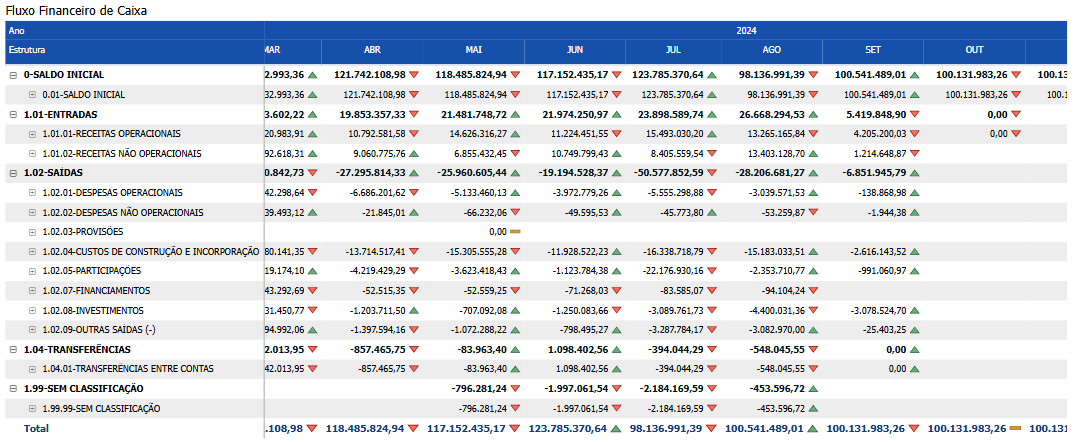 Fluxo Financeiro de Caixa
Ano 2024
Estrutura MAR ABR MAI JUN JUL AGO SET OUT
0-SALDO INICIAL 2.993,36 121.742.108,98 118.485.824,94 117.152.435,17 123.785.370,64 98.136.991,39 100.541.489,01 100.131.983,26 100.13
0.01-SALDO INICIAL 32.993,36 121.742.108,98 118.485.824,94 117.152.435,17 123.785.370,64 98.136.991,39 100.541.489,01 100.131.983,26 100.13
1.01-ENTRADAS 3.602,22 19.853.357,33 21.481.748,72 21.974.250,97 23.898.589,74 26.668.294,53 5.419.848,90 0,00
1.01.01-RECEITAS OPERACIONAIS 20.983,91 10.792.581,58 14.626.316,27 11.224.451,55 15.493.030,20 13.265.165,84 4.205.200,03 0,00
1.01.02-RECEITAS NÃO OPERACIONAIS 92.618,31 9.060.775,76 6.855.432,45 10.749.799,43 8.405.559,54 13.403.128,70 1.214.648,87
1.02-SAÍDAS 0.842,73 -27.295.814,33 -25.960.605,44 -19.194.528,37 -50.577.852,59 -28.206.681,27 -6.851.945,79
1.02.01-DESPESAS OPERACIONAIS 42.298,64 -6.686.201,62 -5.133.460,13 -3.972.779,26 -5.555.298,88 -3.039.571,53 -138.868,98
1.02.02-DESPESAS NÃO OPERACIONAIS 39.493,12 -21.845,01 -66.232,06 -49.595,53 -45.773,80 -53.259,87 -1.944,38
1.02.03-PROVISÕES 0,00
1.02.04-CUSTOS DE CONSTRUÇÃO E INCORPORAÇÃO 80.141,35 -13.714.517,41 -15.305.555,28 -11.928.522,23 -16.338.718,79 -15.183.033,51 -2.616.143,52
1.02.05-PARTICIPAÇÕES 19.174,10 -4.219.429,29 -3.623.418,43 -1.123.784,38 -22.176.930,16 -2.353.710,77 -991.060,97
1.02.07-FINANCIAMENTOS 43.292,69 -52.515,35 -52.559,25 -71.268,03 -83.585,07 -94.104,24
1.02.08-INVESTIMENTOS 31.450,77 -1.203.711,50 -707.092,08 -1.250.083,66 -3.089.761,73 -4.400.031,36 -3.078.524,70
1.02.09-OUTRAS SAÍDAS (-) 94.992,06 -1.397.594,16 -1.072.288,22 -798.495,27 -3.287.784,17 -3.082.970,00 -25.403,25
1.04-TRANSFERÊNCIAS 2.013,95 -857.465,75 -83.963,40 1.098.402,56 -394.044,29 -548.045,55 0,00
1.04.01-TRANSFERÊNCIAS ENTRE CONTAS 42.013,95 -857.465,75 -83.963,40 1.098.402,56 -394.044,29 -548.045,55 0,00
1.99-SEM CLASSIFICAÇÃO -796.281,24 -1.997.061,54 -2.184.169,59 -453.596,72
1.99.99-SEM CLASSIFICAÇÃO -796.281,24 -1.997.061,54 -2.184.169,59 -453.596,72
Total .108,98 118.485.824,94 117.152.435,17 123.785.370,64 98.136.991,39 100.541.489,01 100.131.983,26 100.131.983,26 100.131